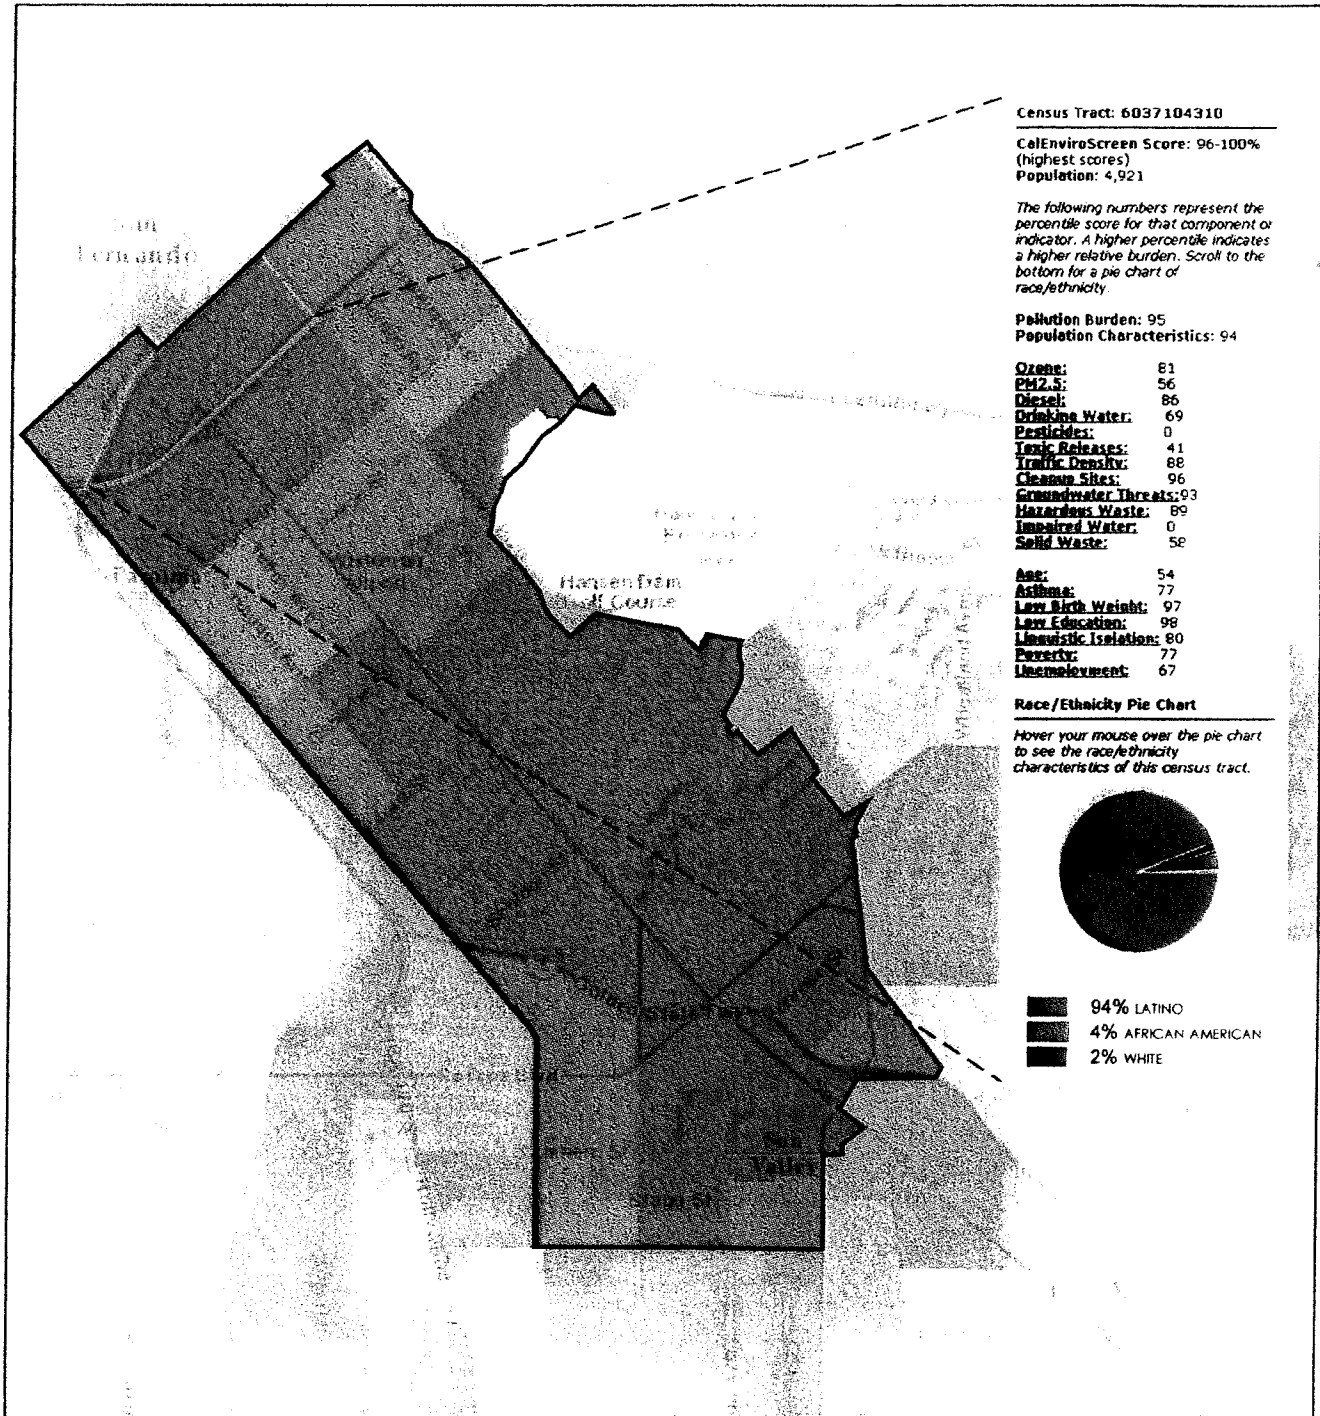 Census Tract: 6037104310
CalEnviroScreen Score: 96-100%
(highest scores)
Population: 4,921
The following numbers represent the
percentile score for that component or
indicator. A higher percentile indicates
a higher relative burden. Scroll to the
bottom for a pie chart of
race/ethnicity.
Pollution Burden: 95
Population Characteristics: 94
Ozone: 81
PM2.5: 56
Diesel: 86
Drinking Water: 69
Pesticides: 0
Toxic Releases: 41
Traffic Density: 88
Cleanup Sites: 96
Groundwater Threats: 93
Hazardous Waste: 89
Impaired Water: 0
Solid Waste: 58
Age: 54
Asthma: 77
Low Birth Weight: 97
Low Education: 98
Linguistic Isolation: 80
Poverty: 77
Unemployment: 67
Race/Ethnicity Pie Chart
Hover your mouse over the pie chart
to see the race/ethnicity
characteristics of this census tract.
94% LATINO
4% AFRICAN AMERICAN
2% WHITE
San
Fernando
Pacoima
Hansen Dam
Golf Course
Sun
Valley
Stagg St